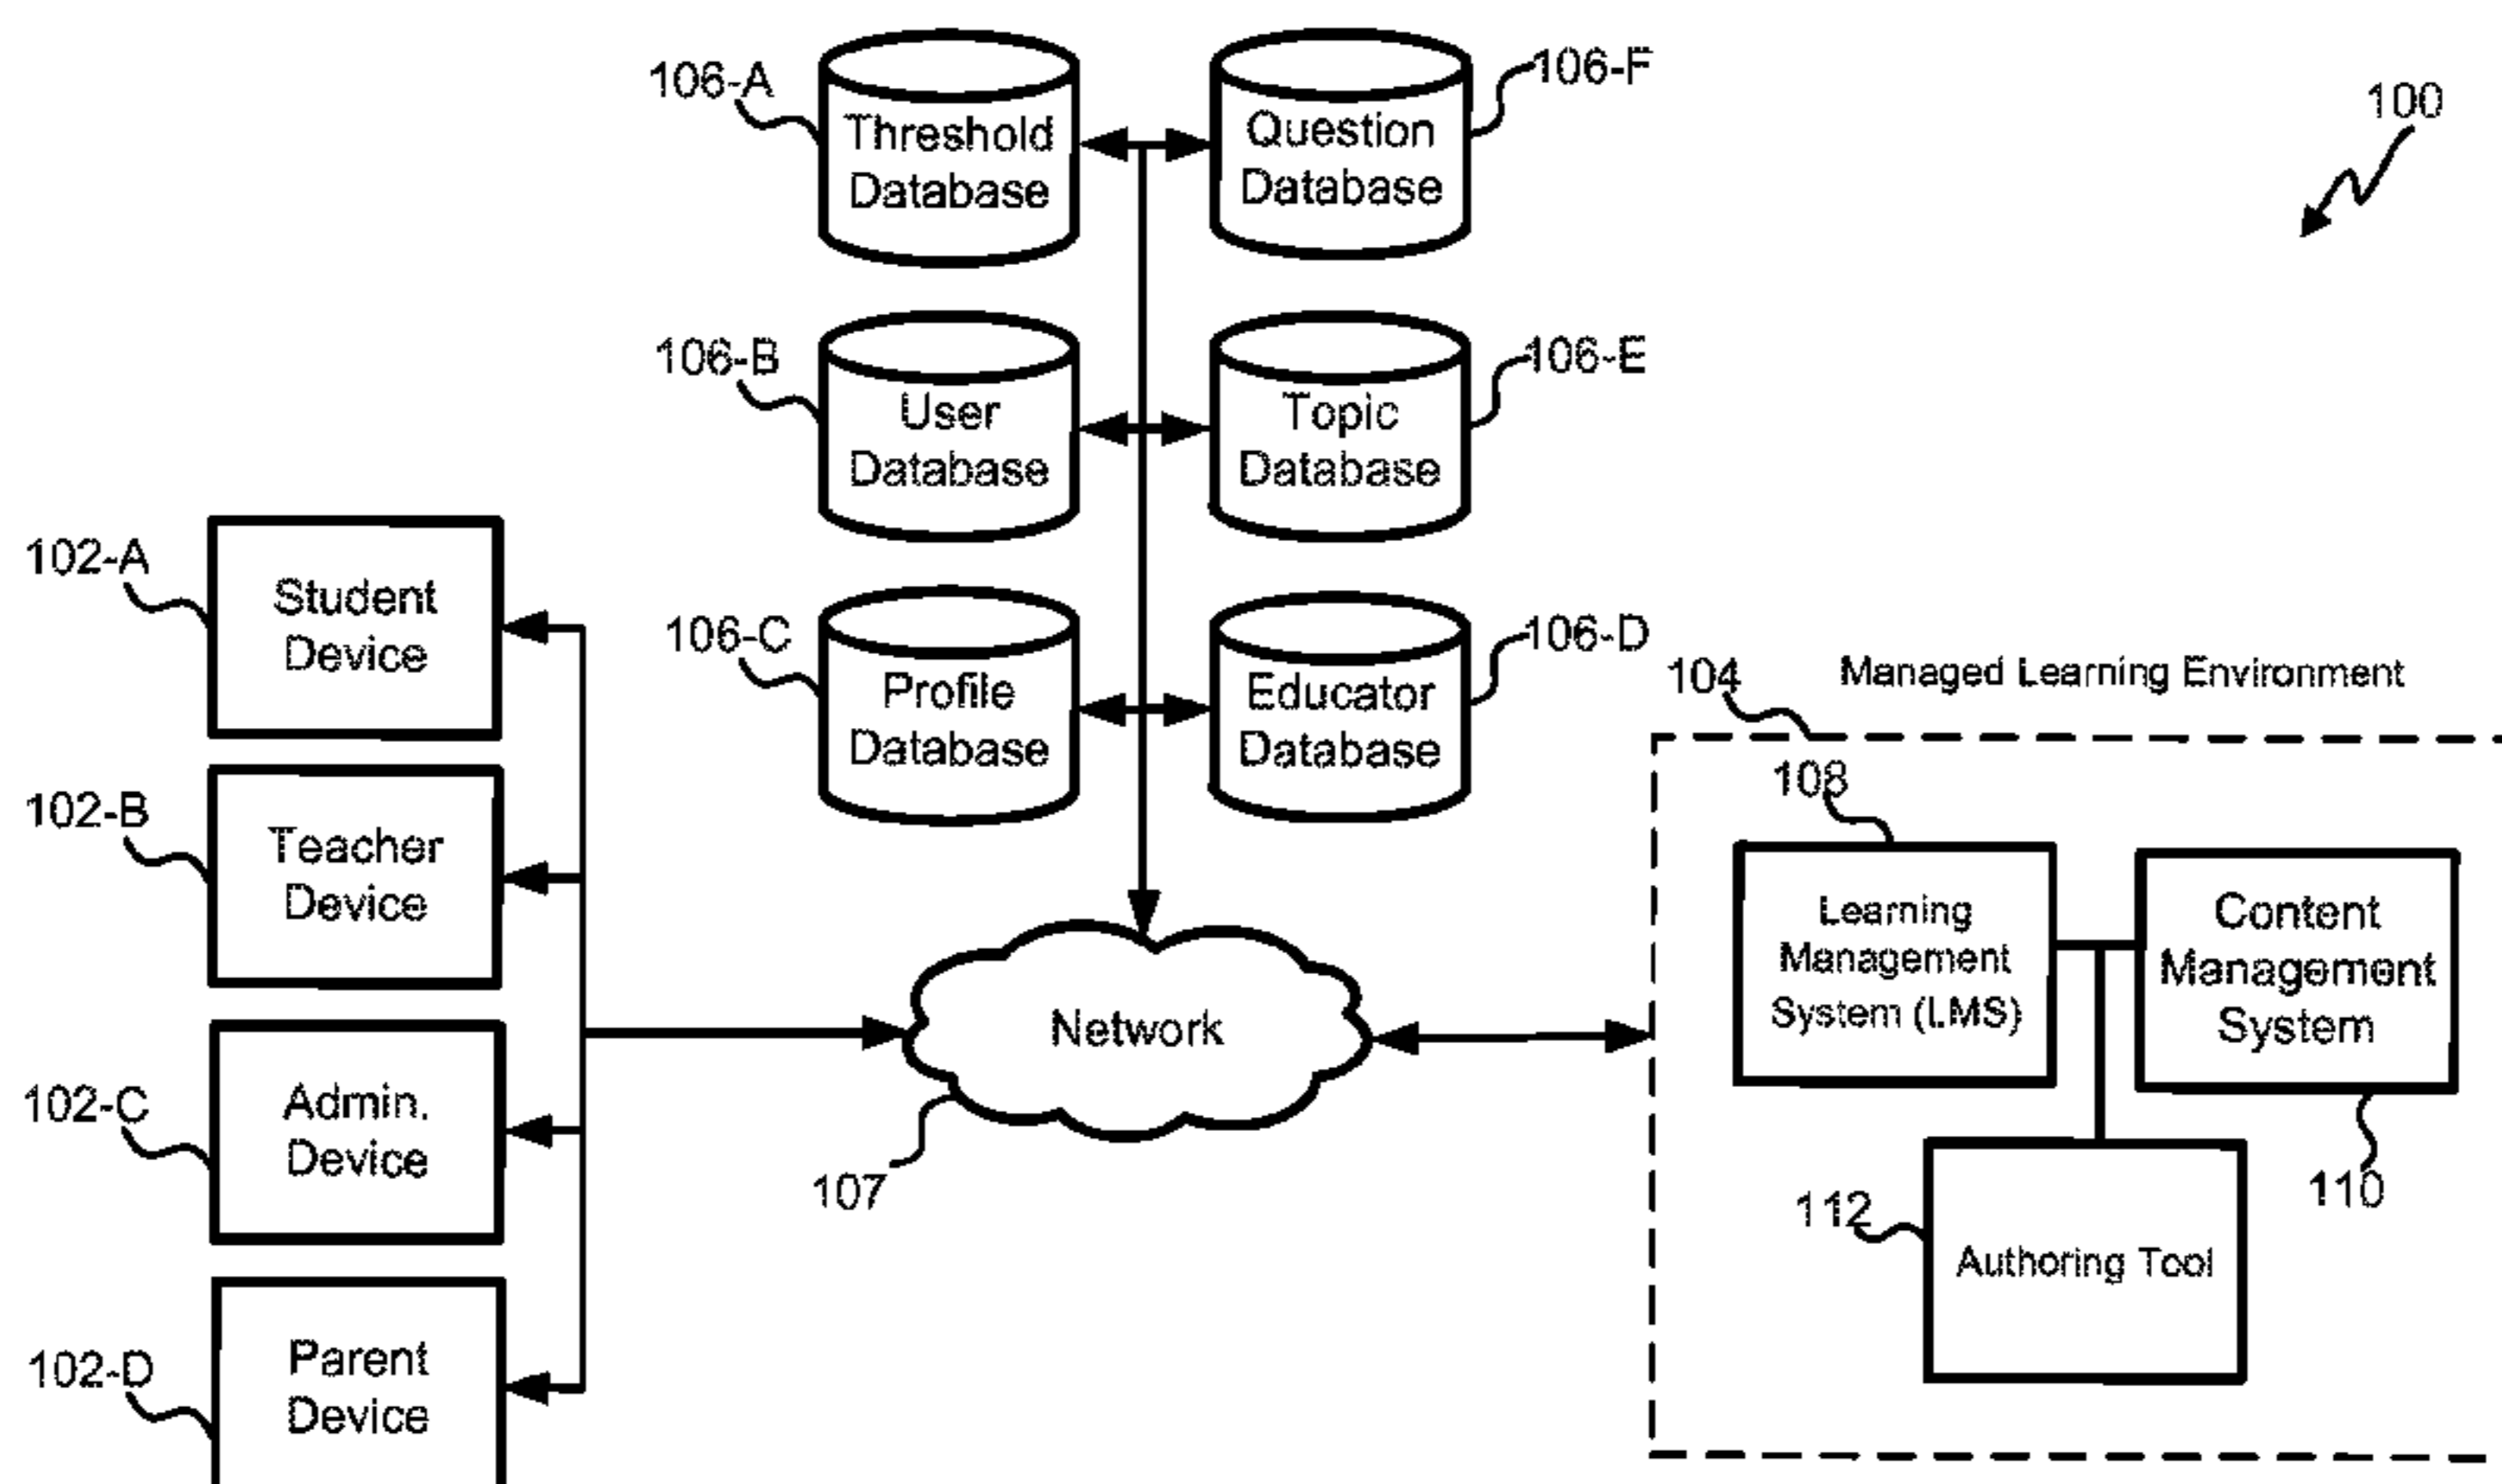 106-A
Threshold
Database
Question
Database
106-F
100
106-B
User
Database
Topic
Database
106-E
106-C
Profile
Database
Educator
Database
106-D
102-A
Student
Device
102-B
Teacher
Device
102-C
Admin.
Device
102-D
Parent
Device
Network
107
104
Managed Learning Environment
108
Learning
Management
System (LMS)
Content
Management
System
110
112
Authoring Tool